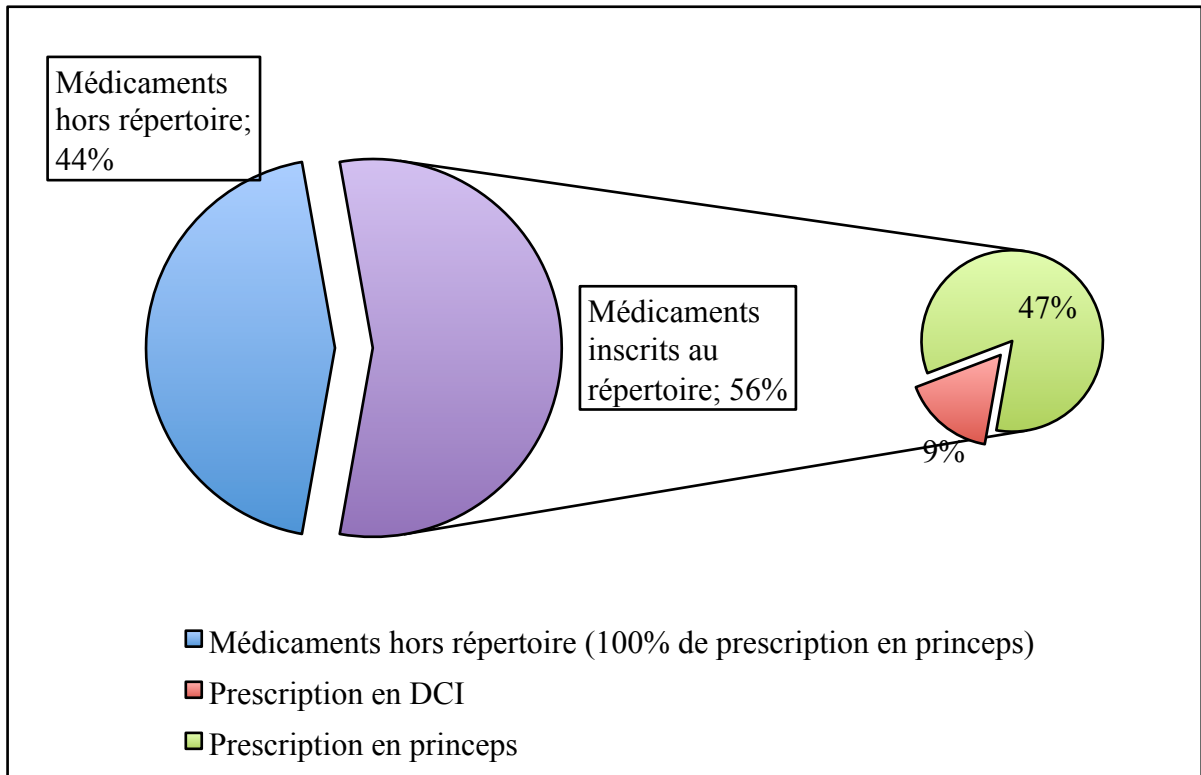 Médicaments
hors répertoire;
44%
Médicaments
inscrits au
répertoire; 56%
47%
9%
Médicaments hors répertoire (100% de prescription en princeps)
Prescription en DCI
Prescription en princeps